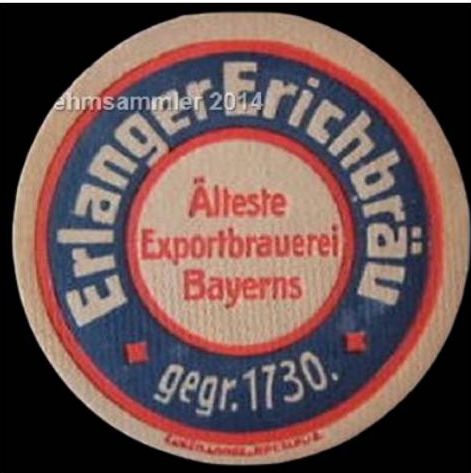 ehmsammler 2014
Erlanger Erichbräu
Älteste
Exportbrauerei
Bayerns
gegr. 1730.